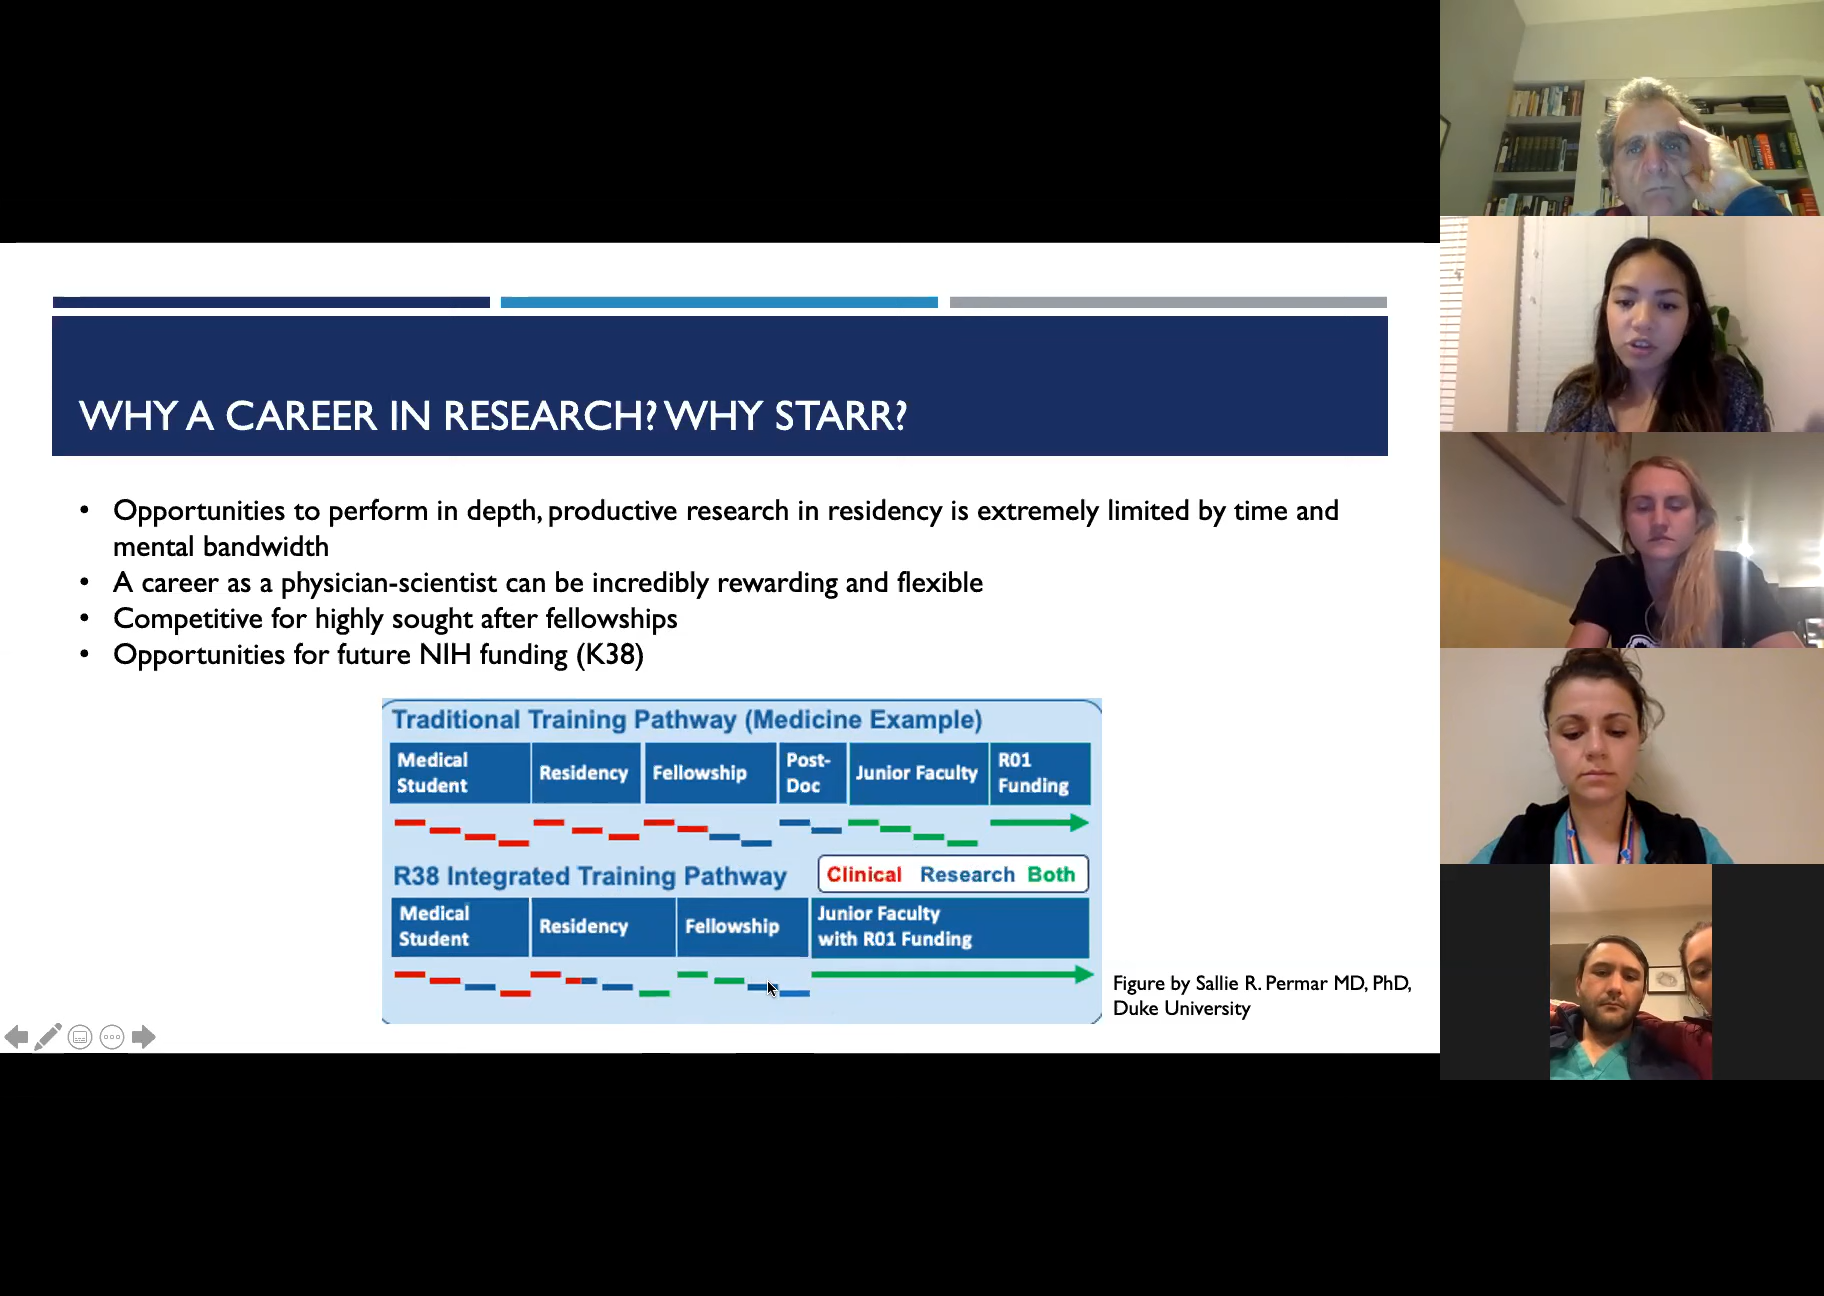 WHY A CAREER IN RESEARCH? WHY STARR?
• Opportunities to perform in depth, productive research in residency is extremely limited by time and
mental bandwidth
• A career as a physician-scientist can be incredibly rewarding and flexible
• Competitive for highly sought after fellowships
• Opportunities for future NIH funding (K38)
Traditional Training Pathway (Medicine Example)
Medical
Student
Residency
Fellowship
Post-
Doc
Junior Faculty
R01
Funding
R38 Integrated Training Pathway
Clinical Research Both
Medical
Student
Residency
Fellowship
Junior Faculty
with R01 Funding
Figure by Sallie R. Permar MD, PhD,
Duke University